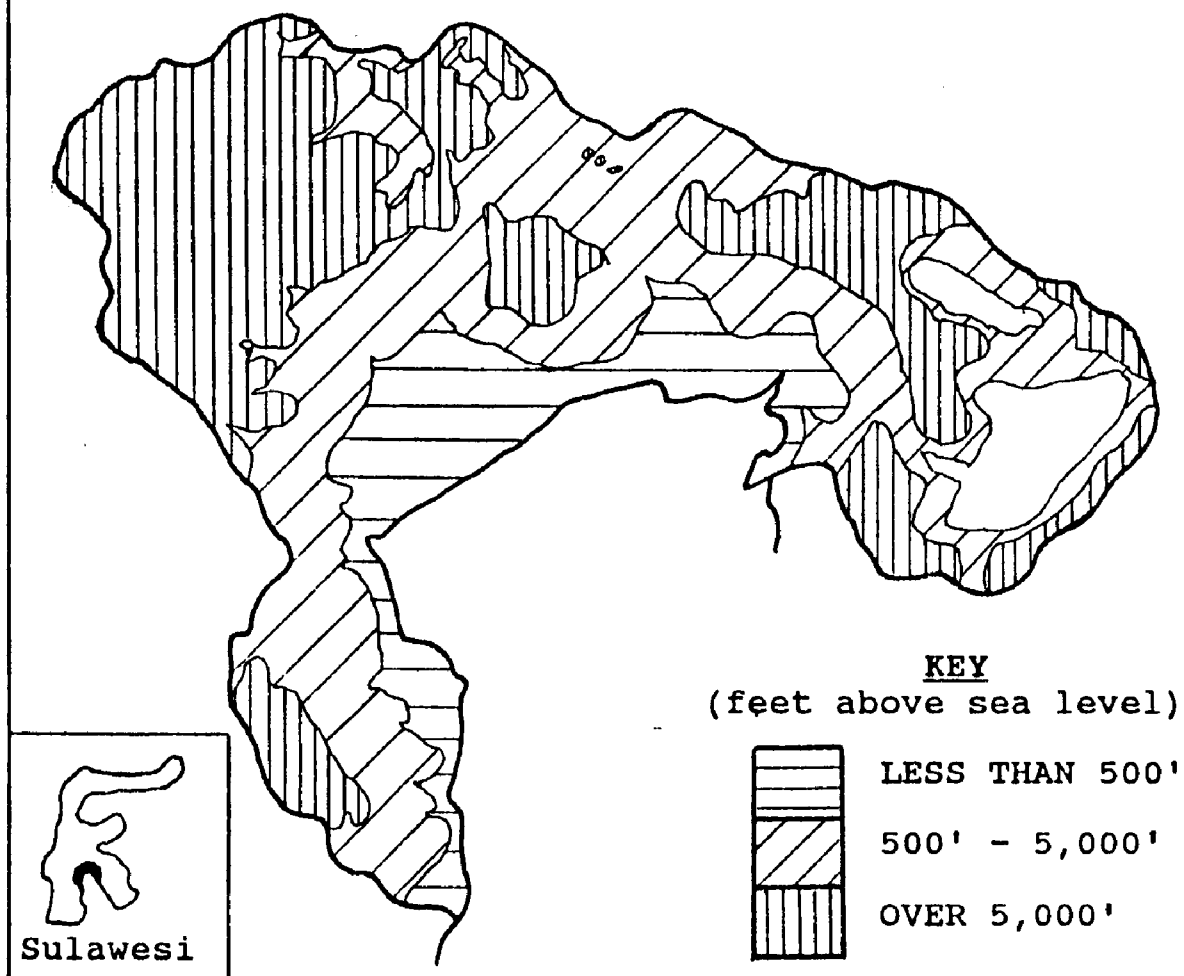 KEY
(feet above sea level)
LESS THAN 500'
500' - 5,000'
OVER 5,000'
Sulawesi